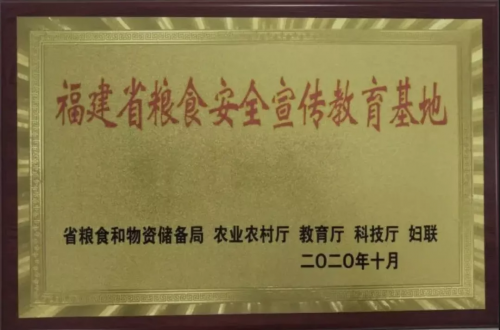 福建省粮食安全宣传教育基地
省粮食和物资储备局 农业农村厅 教育厅 科技厅 妇联
二〇二〇年十月